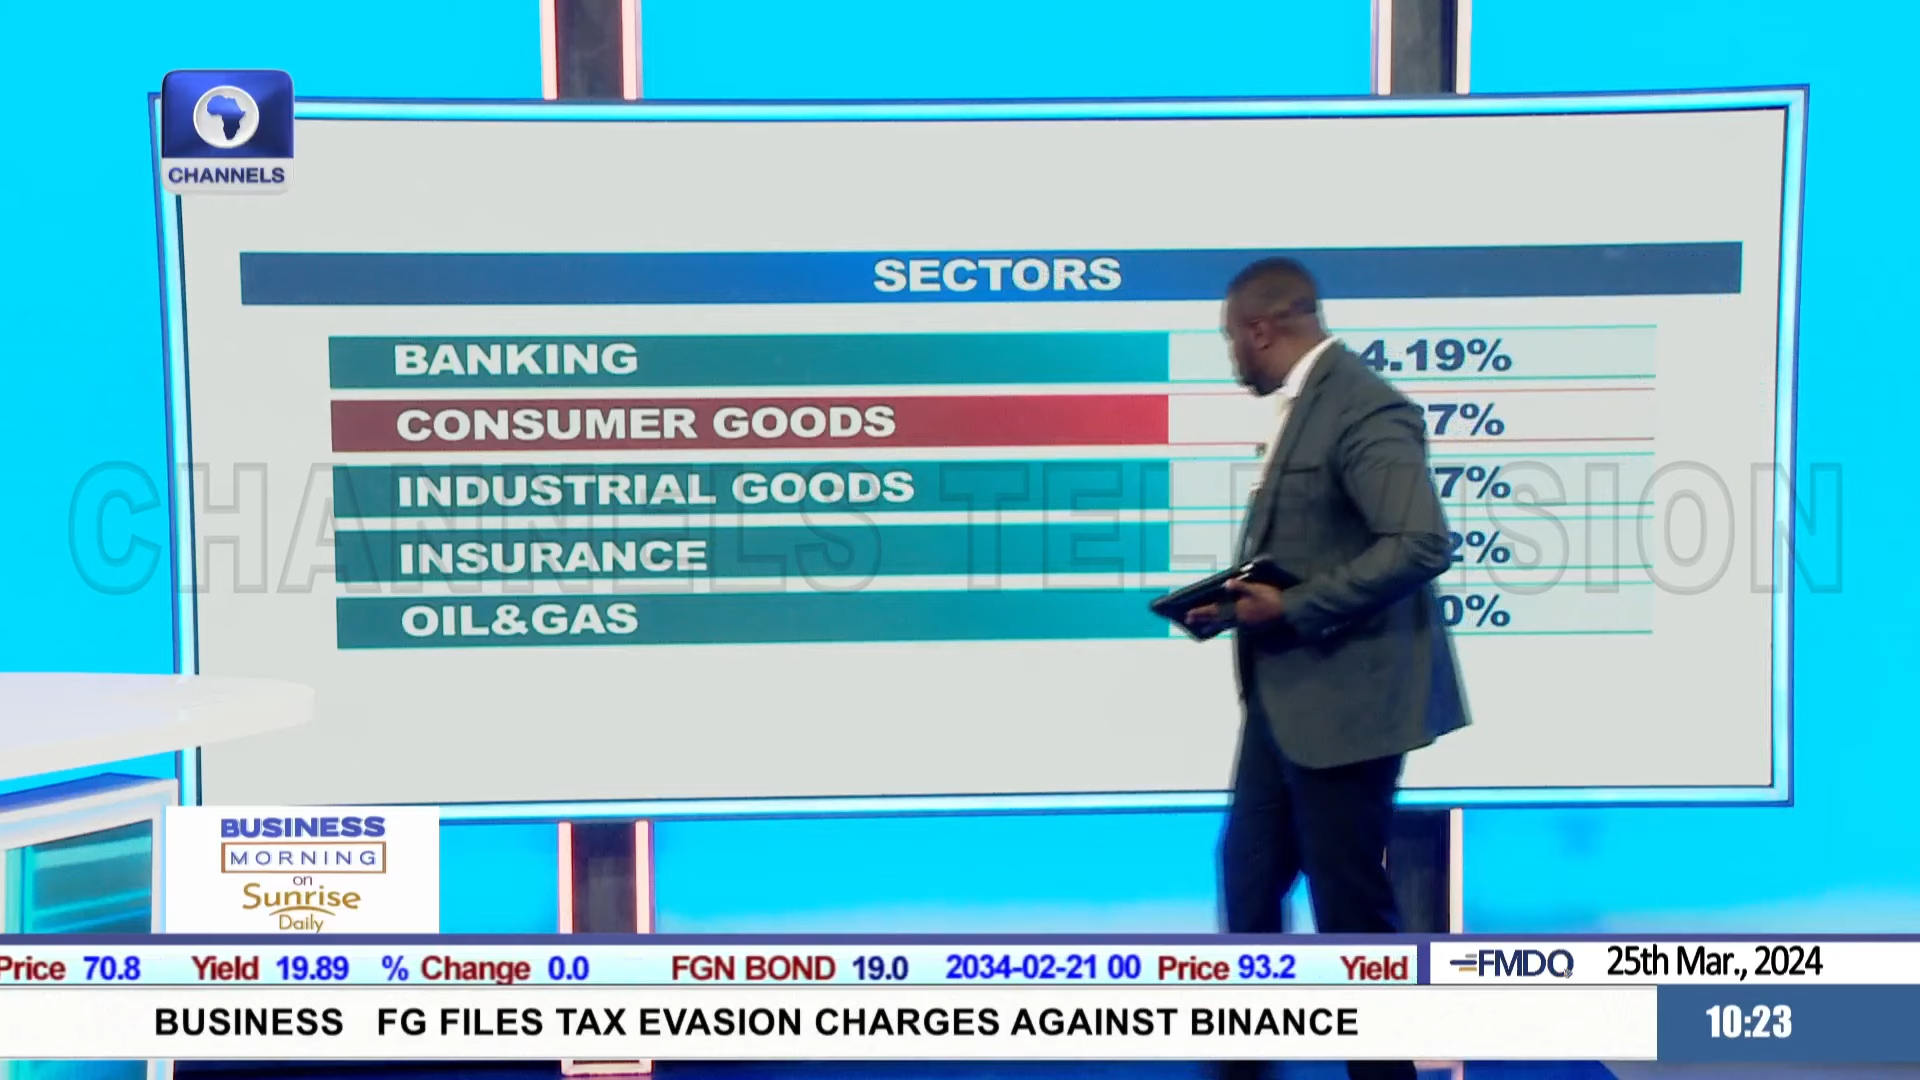 CHANNELS
SECTORS
BANKING 4.19%
CONSUMER GOODS 7%
INDUSTRIAL GOODS 7%
INSURANCE 2%
OIL&GAS 0%
CHANNELS TELEVISION
BUSINESS
MORNING
on
Sunrise
Daily
Price 70.8 Yield 19.89 % Change 0.0 FGN BOND 19.0 2034-02-21 00 Price 93.2 Yield
FMDQ 25th Mar., 2024
BUSINESS FG FILES TAX EVASION CHARGES AGAINST BINANCE
10:23